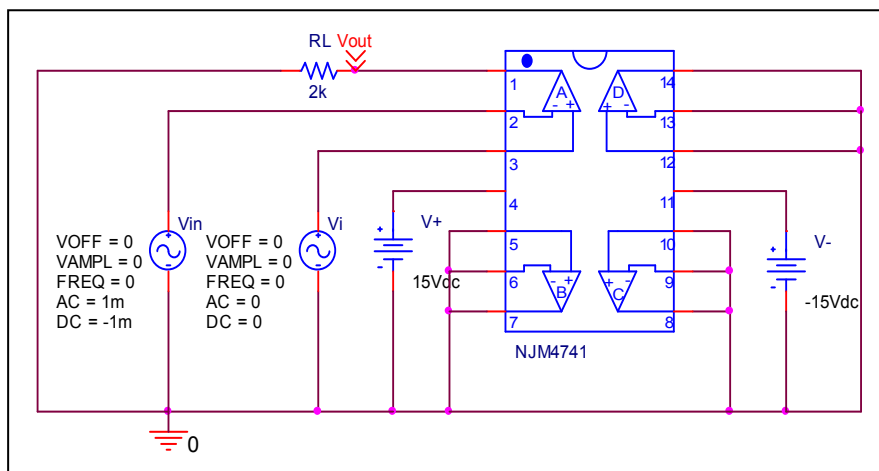 RL Vout
2k
1 A D 14
- + + -
2 13
3 12
4 11
Vin Vi V+ V-
+ + + +
VOFF = 0 VOFF = 0
VAMPL = 0 VAMPL = 0
FREQ = 0 FREQ = 0
AC = 1m AC = 0
DC = -1m DC = 0
- - - -
15Vdc -15Vdc
5 10
- + + -
6 B C 9
7 8
NJM4741
0